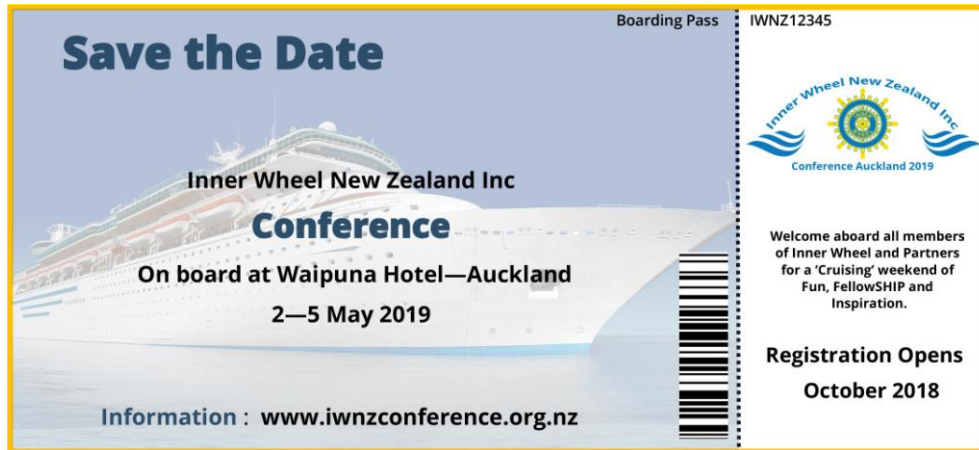 Boarding Pass
Save the Date
Inner Wheel New Zealand Inc
Conference
On board at Waipuna Hotel—Auckland
2—5 May 2019
Information : www.iwnzconference.org.nz
IWNZ12345
Inner Wheel New Zealand Inc
Conference Auckland 2019
Welcome aboard all members
of Inner Wheel and Partners
for a ‘Cruising’ weekend of
Fun, FellowSHIP and
Inspiration.
Registration Opens
October 2018